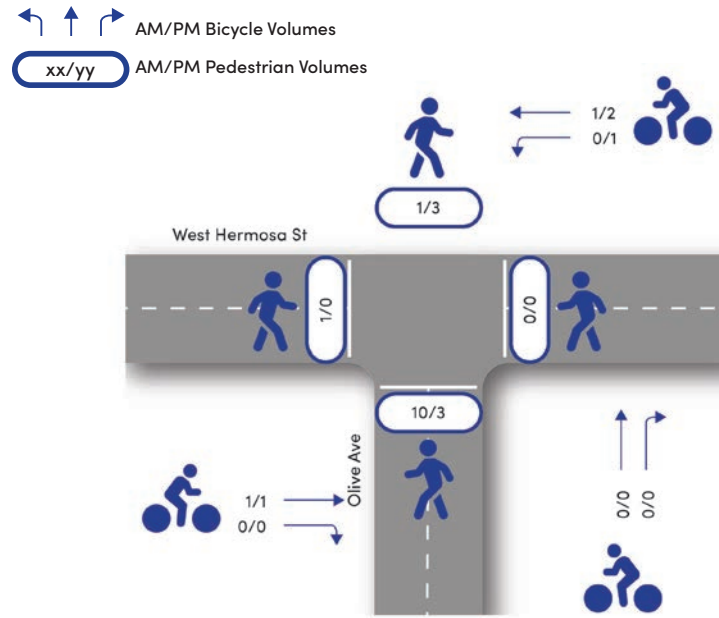 AM/PM Bicycle Volumes
xx/yy
AM/PM Pedestrian Volumes
1/2
0/1
1/3
West Hermosa St
1/0
0/0
10/3
Olive Ave
1/1
0/0
0/0
0/0